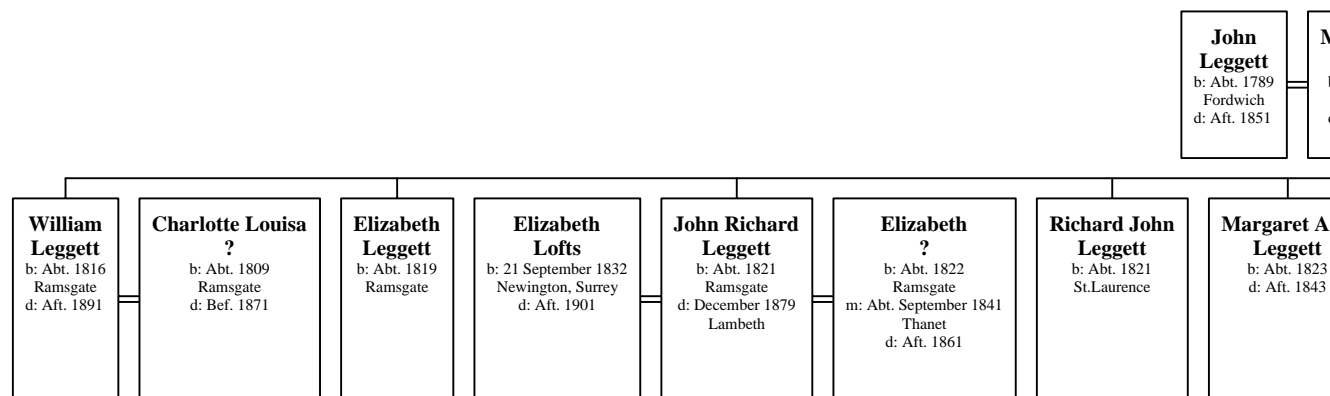 John
Leggett
b: Abt. 1789
Fordwich
d: Aft. 1851
William
Leggett
b: Abt. 1816
Ramsgate
d: Aft. 1891
Charlotte Louisa
?
b: Abt. 1809
Ramsgate
d: Bef. 1871
Elizabeth
Leggett
b: Abt. 1819
Ramsgate
Elizabeth
Lofts
b: 21 September 1832
Newington, Surrey
d: Aft. 1901
John Richard
Leggett
b: Abt. 1821
Ramsgate
d: December 1879
Lambeth
Elizabeth
?
b: Abt. 1822
Ramsgate
m: Abt. September 1841
Thanet
d: Aft. 1861
Richard John
Leggett
b: Abt. 1821
St.Laurence
Margaret A
Leggett
b: Abt. 1823
d: Aft. 1843